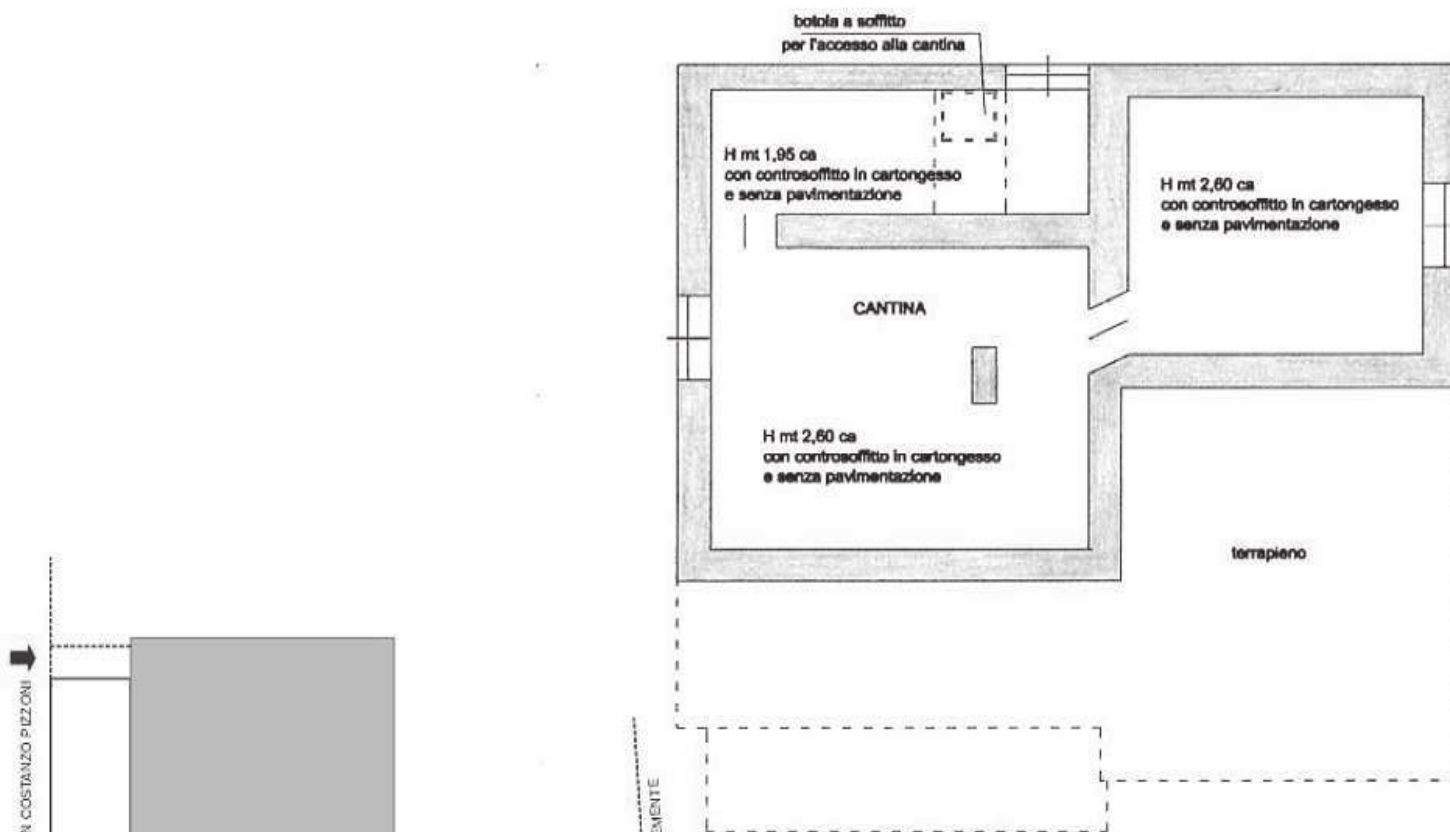 botola a soffitto
per l'accesso alla cantina
H mt 1,95 ca
con controsoffitto in cartongesso
e senza pavimentazione
H mt 2,60 ca
con controsoffitto in cartongesso
e senza pavimentazione
CANTINA
H mt 2,60 ca
con controsoffitto in cartongesso
e senza pavimentazione
terrapieno
N COSTANZO PIZZONI
EMENTE